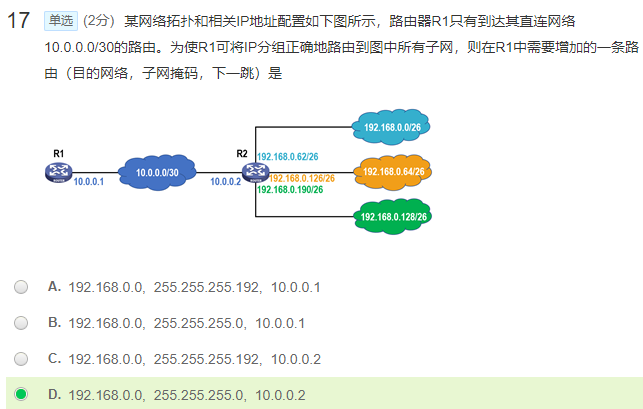 17 单选 (2分) 某网络拓扑和相关IP地址配置如下图所示，路由器R1只有到达其直连网络
10.0.0.0/30的路由。为使R1可将IP分组正确地路由到图中所有子网，则在R1中需要增加的一条路
由（目的网络，子网掩码，下一跳）是
192.168.0.0/26
R1
R2
192.168.0.62/26
10.0.0.1
10.0.0.0/30
10.0.0.2
192.168.0.126/26
192.168.0.64/26
192.168.0.190/26
192.168.0.128/26
A. 192.168.0.0, 255.255.255.192, 10.0.0.1
B. 192.168.0.0, 255.255.255.0, 10.0.0.1
C. 192.168.0.0, 255.255.255.192, 10.0.0.2
D. 192.168.0.0, 255.255.255.0, 10.0.0.2